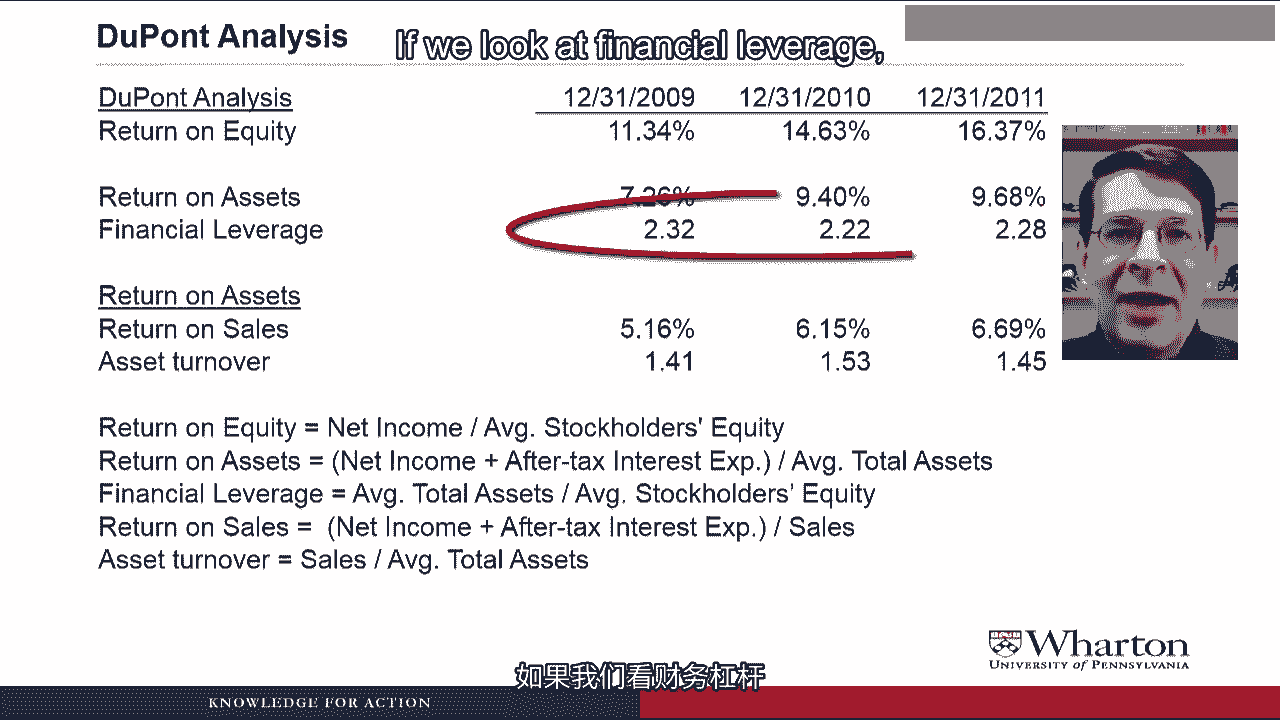 DuPont Analysis
If we look at financial leverage,
DuPont Analysis 12/31/2009 12/31/2010 12/31/2011
Return on Equity 11.34% 14.63% 16.37%
Return on Assets 7.26% 9.40% 9.68%
Financial Leverage 2.32 2.22 2.28
Return on Assets
Return on Sales 5.16% 6.15% 6.69%
Asset turnover 1.41 1.53 1.45
Return on Equity = Net Income / Avg. Stockholders' Equity
Return on Assets = (Net Income + After-tax Interest Exp.) / Avg. Total Assets
Financial Leverage = Avg. Total Assets / Avg. Stockholders' Equity
Return on Sales = (Net Income + After-tax Interest Exp.) / Sales
Asset turnover = Sales / Avg. Total Assets
Wharton
UNIVERSITY of PENNSYLVANIA
如果我们看财务杠杆
KNOWLEDGE FOR ACTION